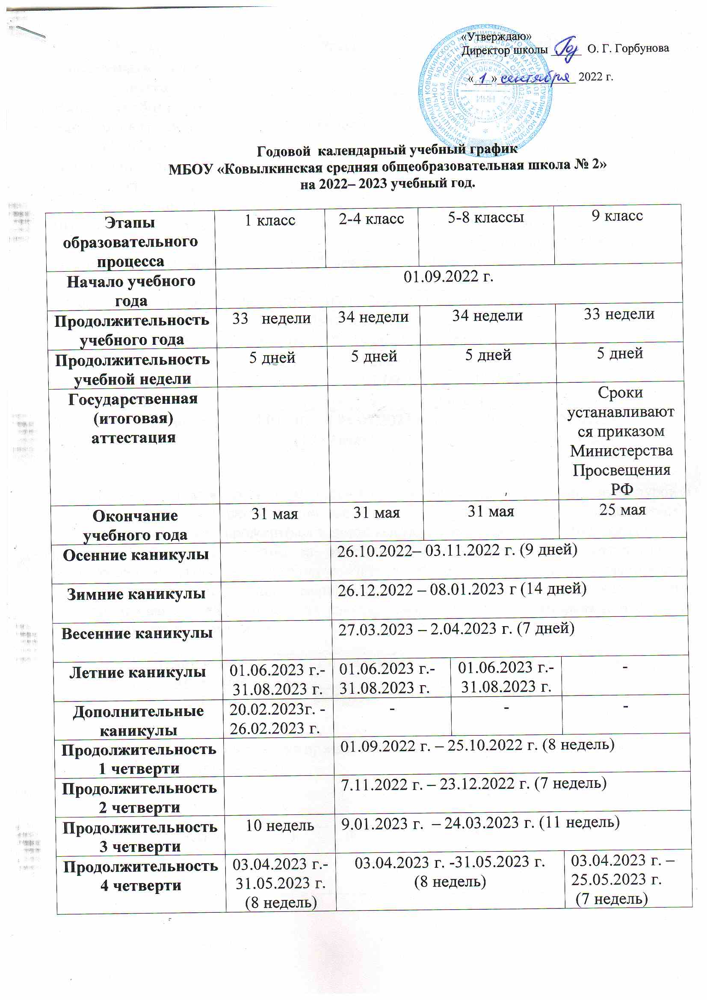 «Утверждаю»
Директор школы О. Г. Горбунова
« 1 » сентября 2022 г.
Годовой календарный учебный график
МБОУ «Ковылкинская средняя общеобразовательная школа № 2»
на 2022– 2023 учебный год.
Этапы образовательного процесса 1 класс 2-4 класс 5-8 классы 9 класс
Начало учебного года 01.09.2022 г.
Продолжительность учебного года 33 недели 34 недели 34 недели 33 недели
Продолжительность учебной недели 5 дней 5 дней 5 дней 5 дней
Государственная (итоговая) аттестация
Сроки
устанавливают
ся приказом
Министерства
Просвещения
РФ
Окончание учебного года 31 мая 31 мая 31 мая 25 мая
Осенние каникулы 26.10.2022– 03.11.2022 г. (9 дней)
Зимние каникулы 26.12.2022 – 08.01.2023 г (14 дней)
Весенние каникулы 27.03.2023 – 2.04.2023 г. (7 дней)
Летние каникулы 01.06.2023 г.- 31.08.2023 г. 01.06.2023 г.- 31.08.2023 г. 01.06.2023 г.- 31.08.2023 г. -
Дополнительные каникулы 20.02.2023г. - 26.02.2023 г. - - -
Продолжительность 1 четверти 01.09.2022 г. – 25.10.2022 г. (8 недель)
Продолжительность 2 четверти 7.11.2022 г. – 23.12.2022 г. (7 недель)
Продолжительность 3 четверти 10 недель 9.01.2023 г. – 24.03.2023 г. (11 недель)
Продолжительность 4 четверти 03.04.2023 г.- 31.05.2023 г. (8 недель) 03.04.2023 г. -31.05.2023 г. (8 недель) 03.04.2023 г. – 25.05.2023 г. (7 недель)